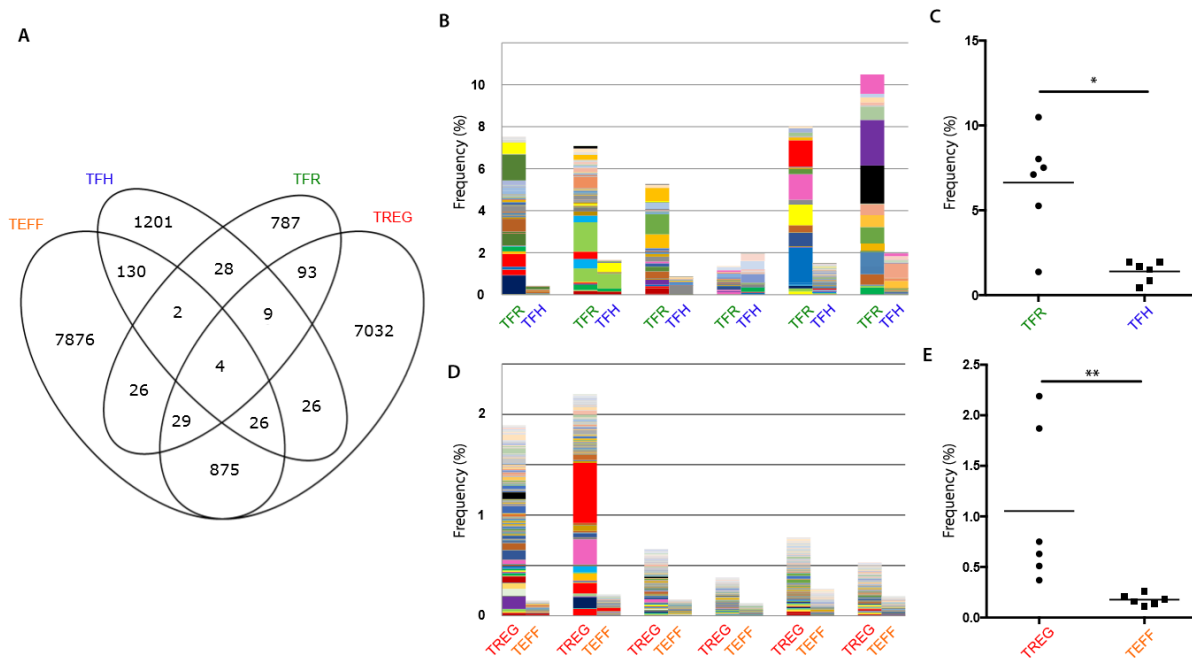 A
TFH
TFR
TEFF
TREG
1201
787
130
28
93
2
9
7876
7032
4
26
29
26
26
875
B
Frequency (%)
10
8
6
4
2
0
TFR TFH TFR TFH TFR TFH TFR TFH TFR TFH TFR TFH
C
Frequency (%)
15
10
5
0
*
TFR TFH
D
Frequency (%)
2
1
0
TREG TEFF TREG TEFF TREG TEFF TREG TEFF TREG TEFF TREG TEFF
E
Frequency (%)
2.5
2.0
1.5
1.0
0.5
0.0
**
TREG TEFF